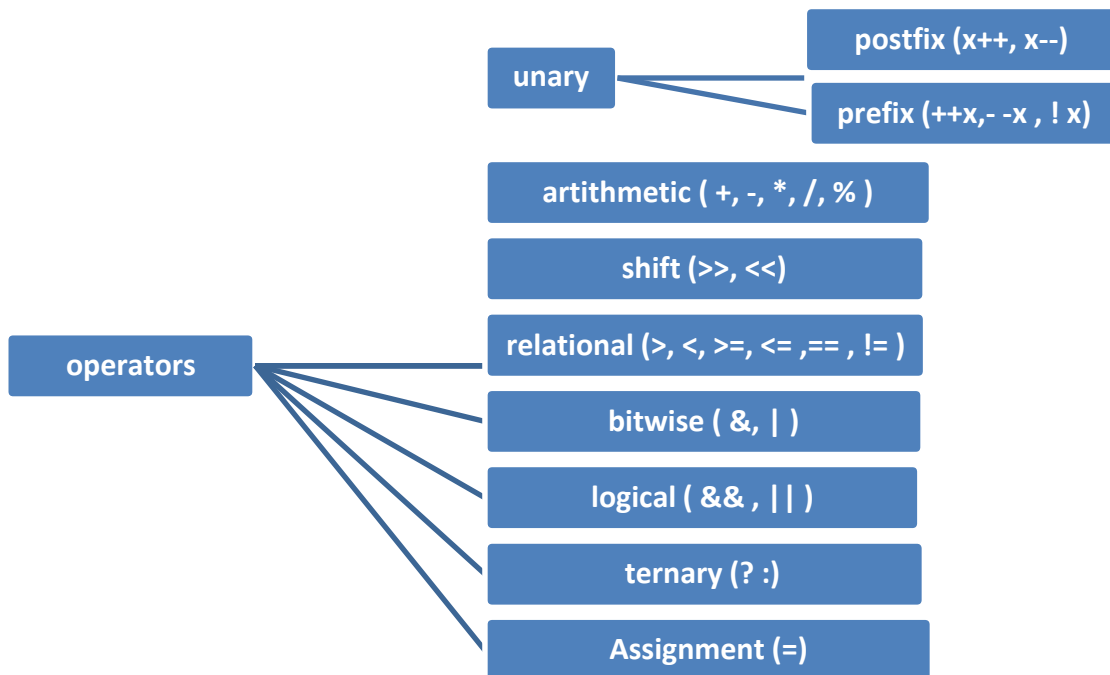 postfix (x++, x--)
unary
prefix (++x,- -x , ! x)
artithmetic ( +, -, *, /, % )
shift (>>, <<)
relational (>, <, >=, <= ,== , != )
operators
bitwise ( &, | )
logical ( && , || )
ternary (? :)
Assignment (=)